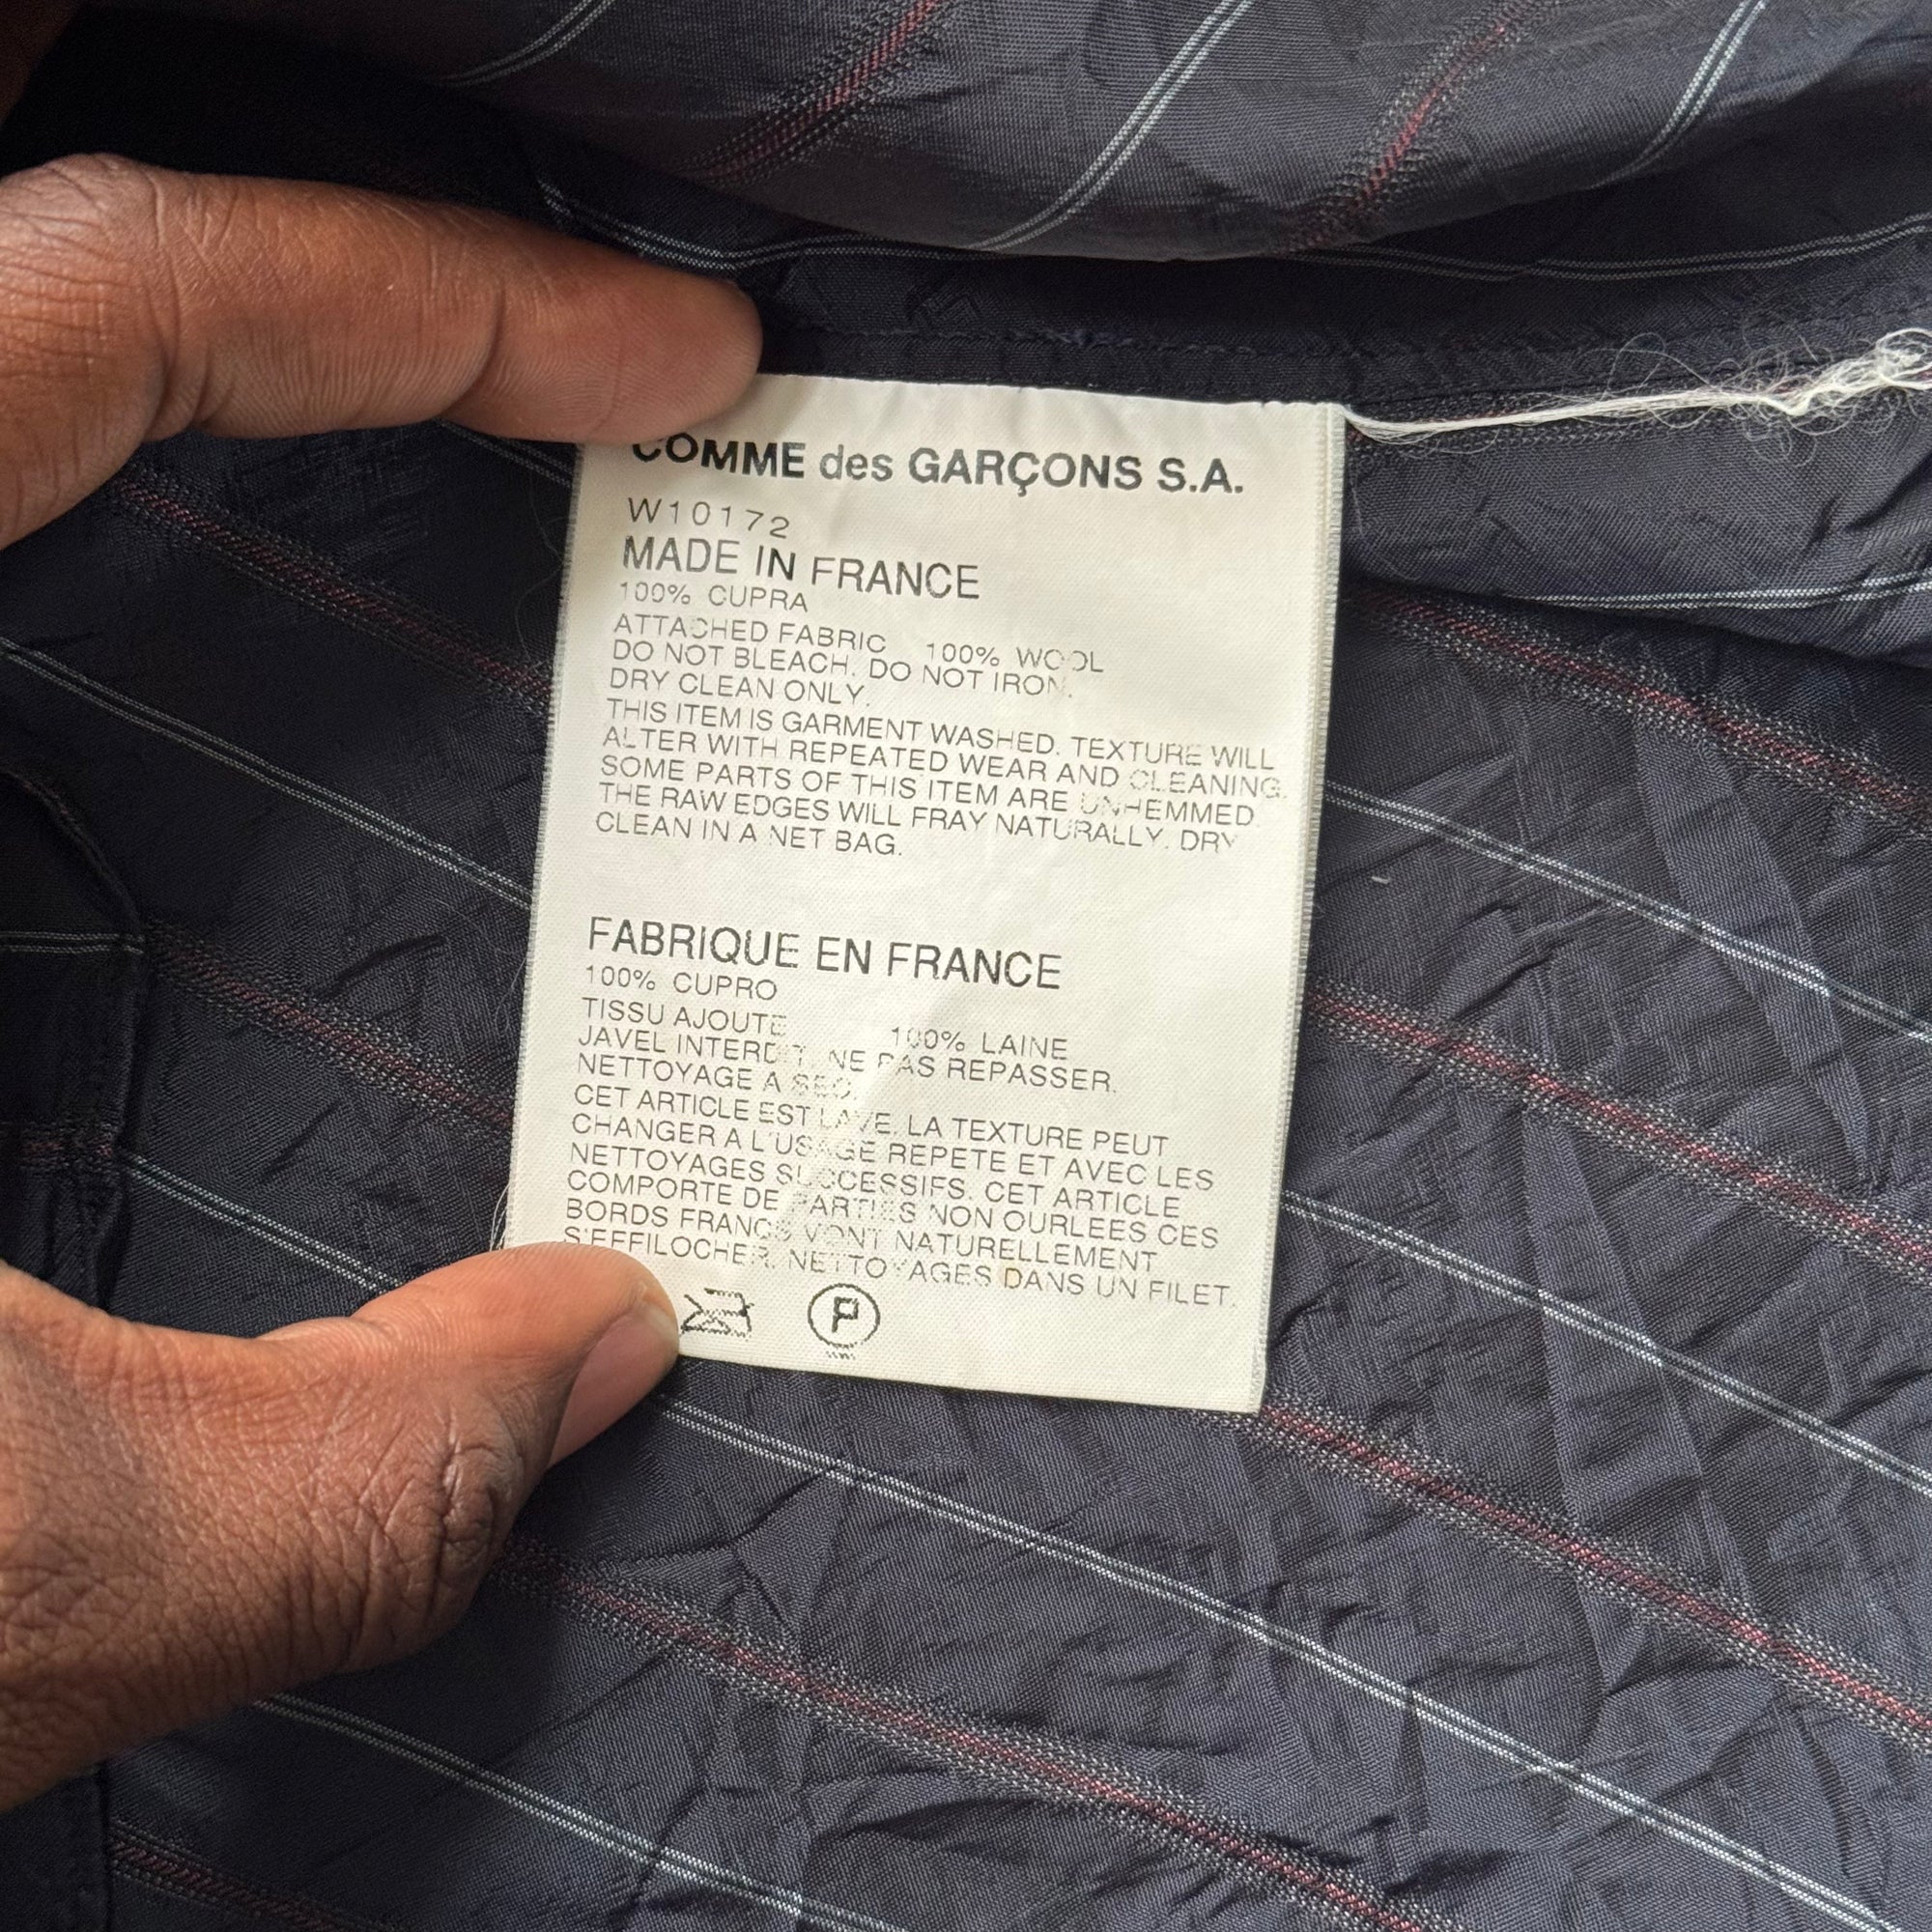 COMME des GARÇONS S.A.
W10172
MADE IN FRANCE
100% CUPRA
ATTACHED FABRIC 100% WOOL
DO NOT BLEACH. DO NOT IRON.
DRY CLEAN ONLY.
THIS ITEM IS GARMENT WASHED. TEXTURE WILL
ALTER WITH REPEATED WEAR AND CLEANING.
SOME PARTS OF THIS ITEM ARE UNHEMMED.
THE RAW EDGES WILL FRAY NATURALLY. DRY
CLEAN IN A NET BAG.
FABRIQUE EN FRANCE
100% CUPRO
TISSU AJOUTE 100% LAINE
JAVEL INTERDIT. NE PAS REPASSER.
NETTOYAGE A SEC.
CET ARTICLE EST LAVE. LA TEXTURE PEUT
CHANGER A L'USAGE REPETE ET AVEC LES
NETTOYAGES SUCCESSIFS. CET ARTICLE
COMPORTE DE PARTIES NON OURLEES CES
BORDS FRANCS VONT NATURELLEMENT
S'EFFILOCHER. NETTOYAGES DANS UN FILET.
P